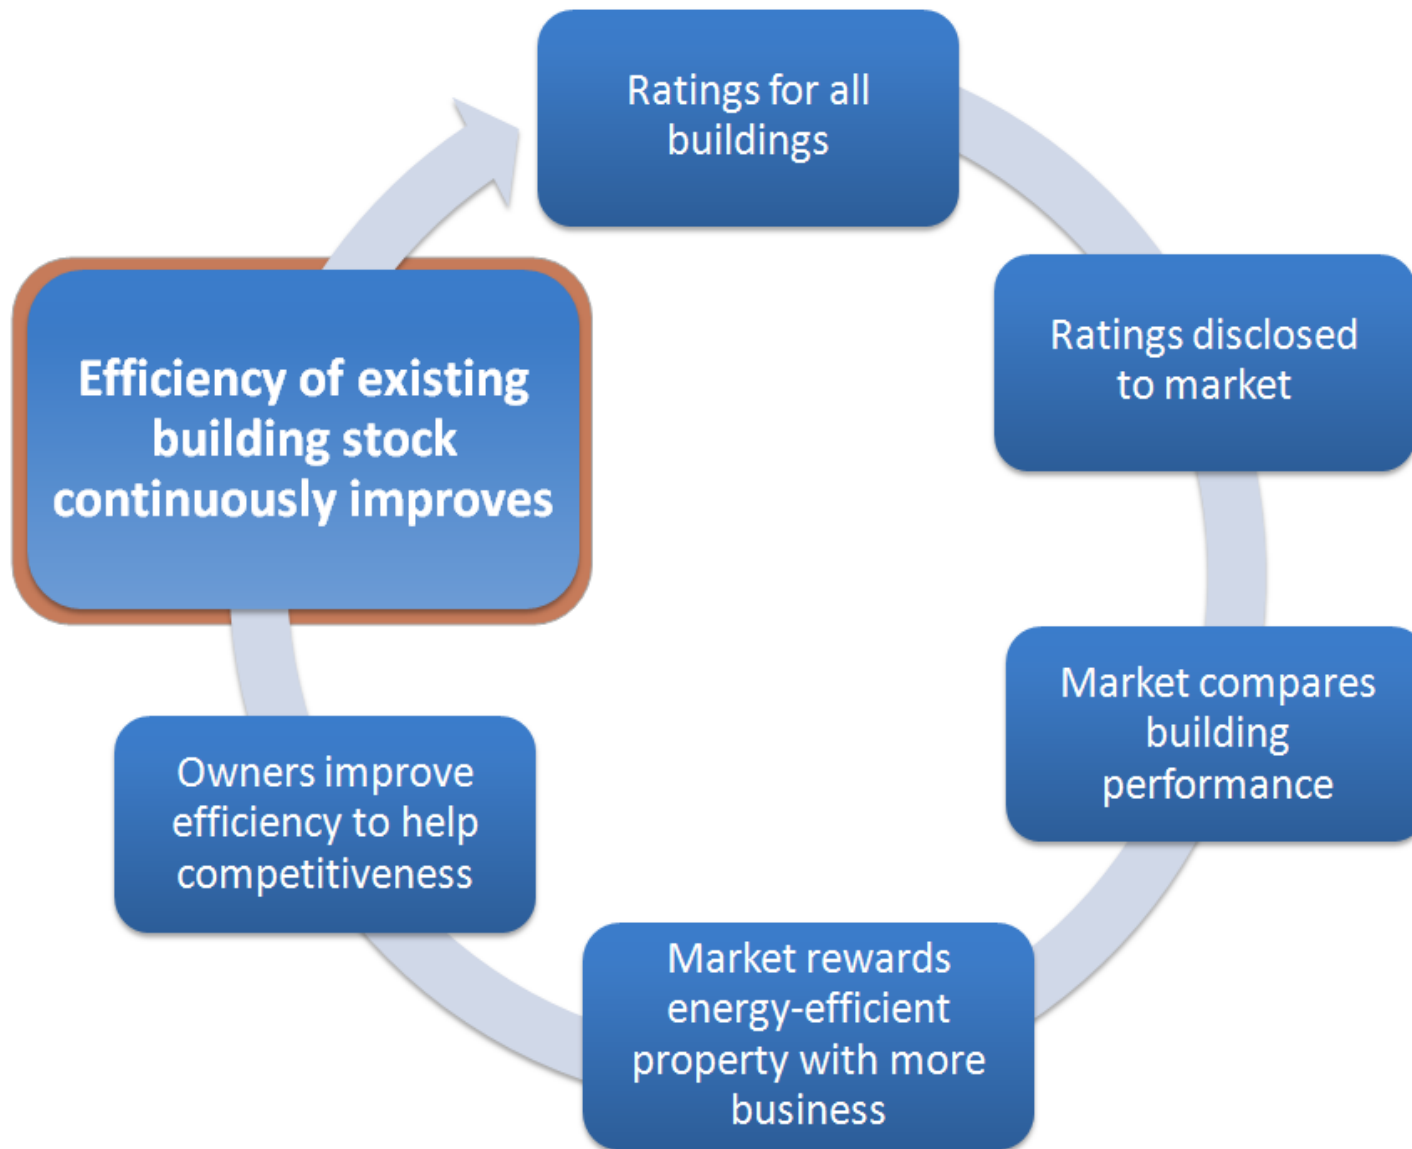 Ratings for all
buildings
Ratings disclosed
to market
Market compares
building
performance
Market rewards
energy-efficient
property with more
business
Owners improve
efficiency to help
competitiveness
Efficiency of existing
building stock
continuously improves